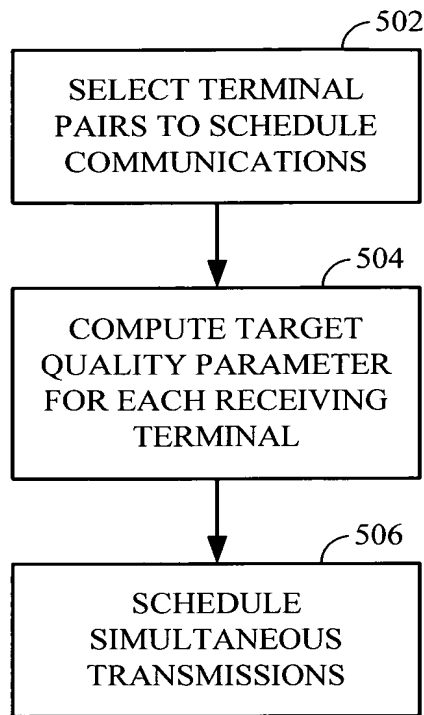 502
SELECT TERMINAL
PAIRS TO SCHEDULE
COMMUNICATIONS
504
COMPUTE TARGET
QUALITY PARAMETER
FOR EACH RECEIVING
TERMINAL
506
SCHEDULE
SIMULTANEOUS
TRANSMISSIONS